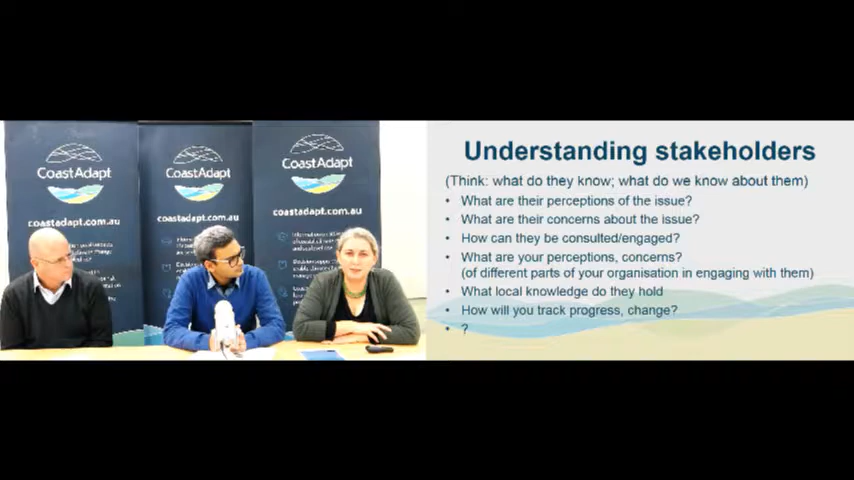 CoastAdapt
coastadapt.com.au
CoastAdapt
coastadapt.com.au
CoastAdapt
coastadapt.com.au
Understanding stakeholders
(Think: what do they know; what do we know about them)
• What are their perceptions of the issue?
• What are their concerns about the issue?
• How can they be consulted/engaged?
• What are your perceptions, concerns?
(of different parts of your organisation in engaging with them)
• What local knowledge do they hold
• How will you track progress, change?
• ?